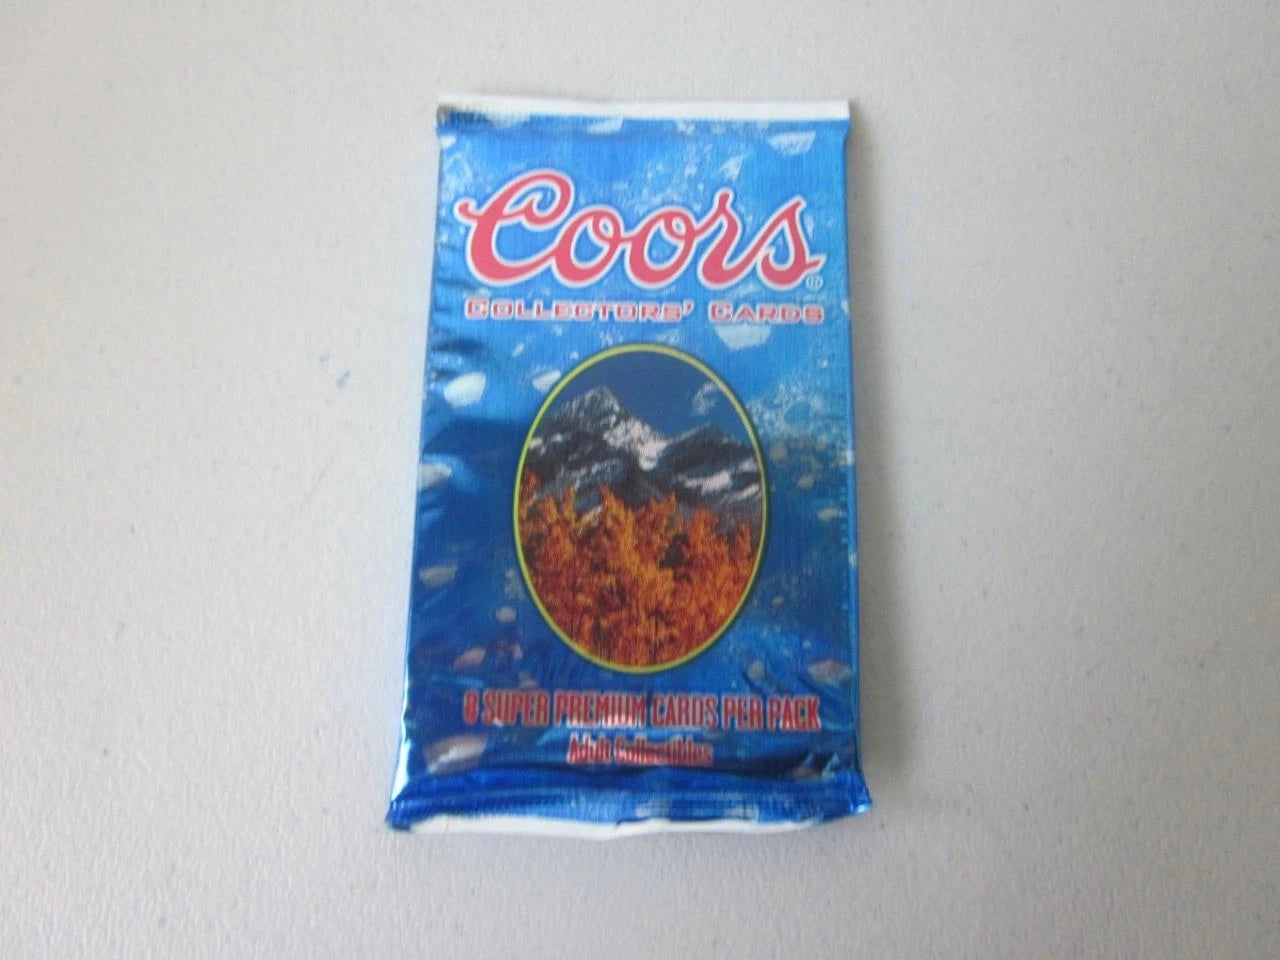 Coors®
COLLECTORS' CARDS
8 SUPER PREMIUM CARDS PER PACK
Adult Collectibles